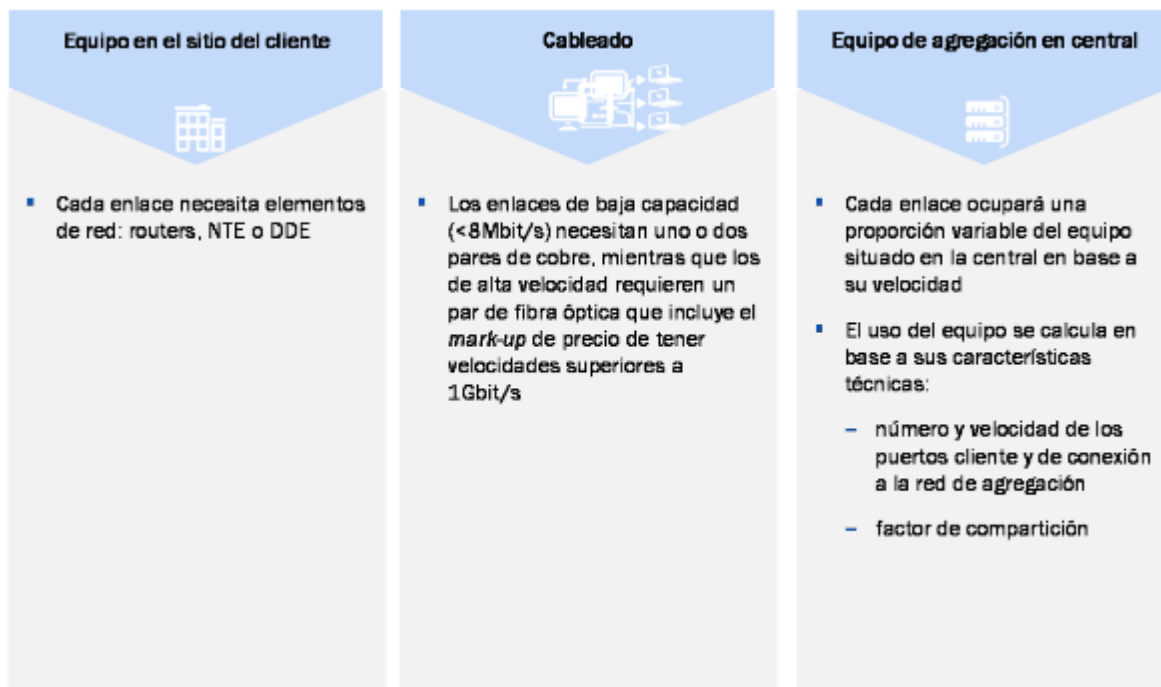 Equipo en el sitio del cliente
Cada enlace necesita elementos
de red: routers, NTE o DDE
Cableado
Los enlaces de baja capacidad
(<8Mbit/s) necesitan uno o dos
pares de cobre, mientras que los
de alta velocidad requieren un
par de fibra óptica que incluye el
mark-up de precio de tener
velocidades superiores a
1Gbit/s
Equipo de agregación en central
Cada enlace ocupará una
proporción variable del equipo
situado en la central en base a
su velocidad
El uso del equipo se calcula en
base a sus características
técnicas:
– número y velocidad de los
puertos cliente y de conexión
a la red de agregación
– factor de compartición